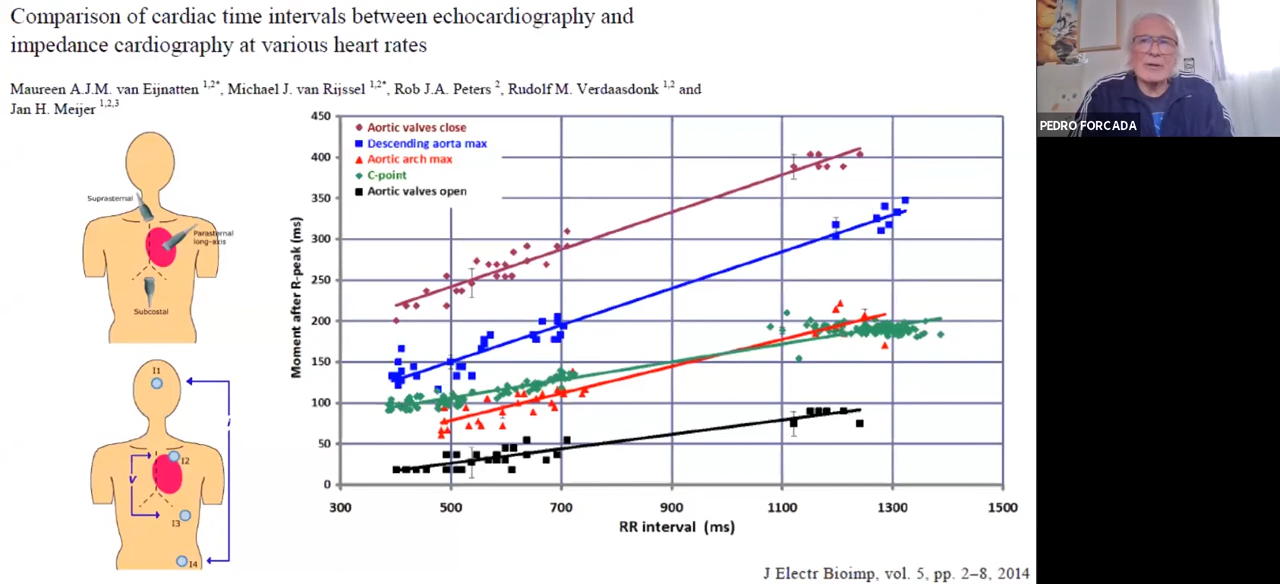 Comparison of cardiac time intervals between echocardiography and
impedance cardiography at various heart rates
Maureen A.J.M. van Eijnatten 1,2*, Michael J. van Rijssel 1,2*, Rob J.A. Peters 2, Rudolf M. Verdaasdonk 1,2 and
Jan H. Meijer 1,2,3
PEDRO FORCADA
Suprasternal
Parasternal
long-axis
Subcostal
I1
i
I2
V
I3
I4
Aortic valves close
Descending aorta max
Aortic arch max
C-point
Aortic valves open
Moment after R-peak (ms)
450
400
350
300
250
200
150
100
50
0
300 500 700 900 1100 1300 1500
RR interval (ms)
J Electr Bioimp, vol. 5, pp. 2–8, 2014